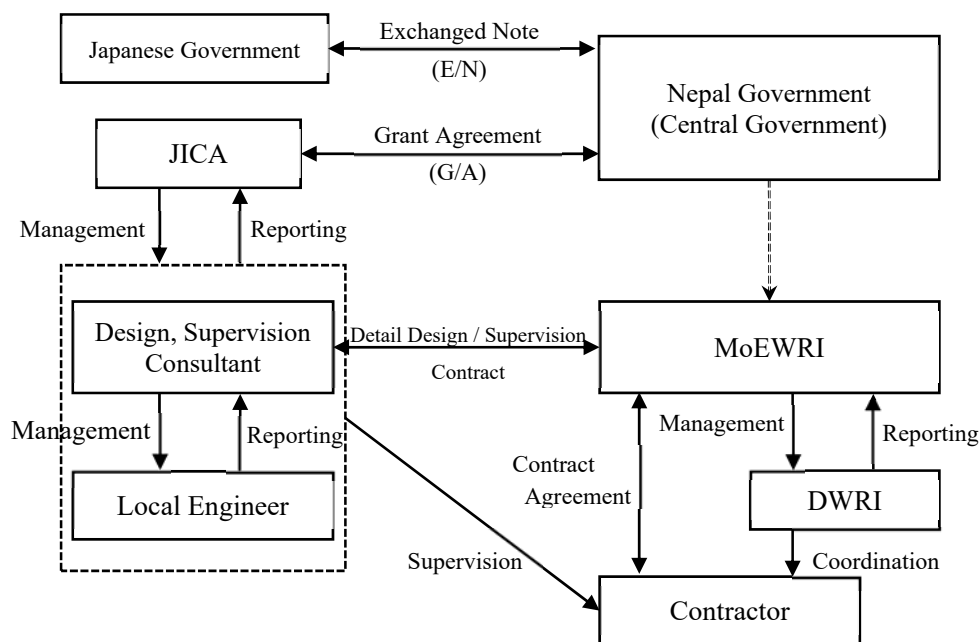 Japanese Government
Exchanged Note
(E/N)
Nepal Government
(Central Government)
JICA
Grant Agreement
(G/A)
Management
Reporting
Design, Supervision
Consultant
Detail Design / Supervision
Contract
MoEWRI
Management
Reporting
Management
Reporting
Contract
Agreement
Local Engineer
DWRI
Supervision
Coordination
Contractor